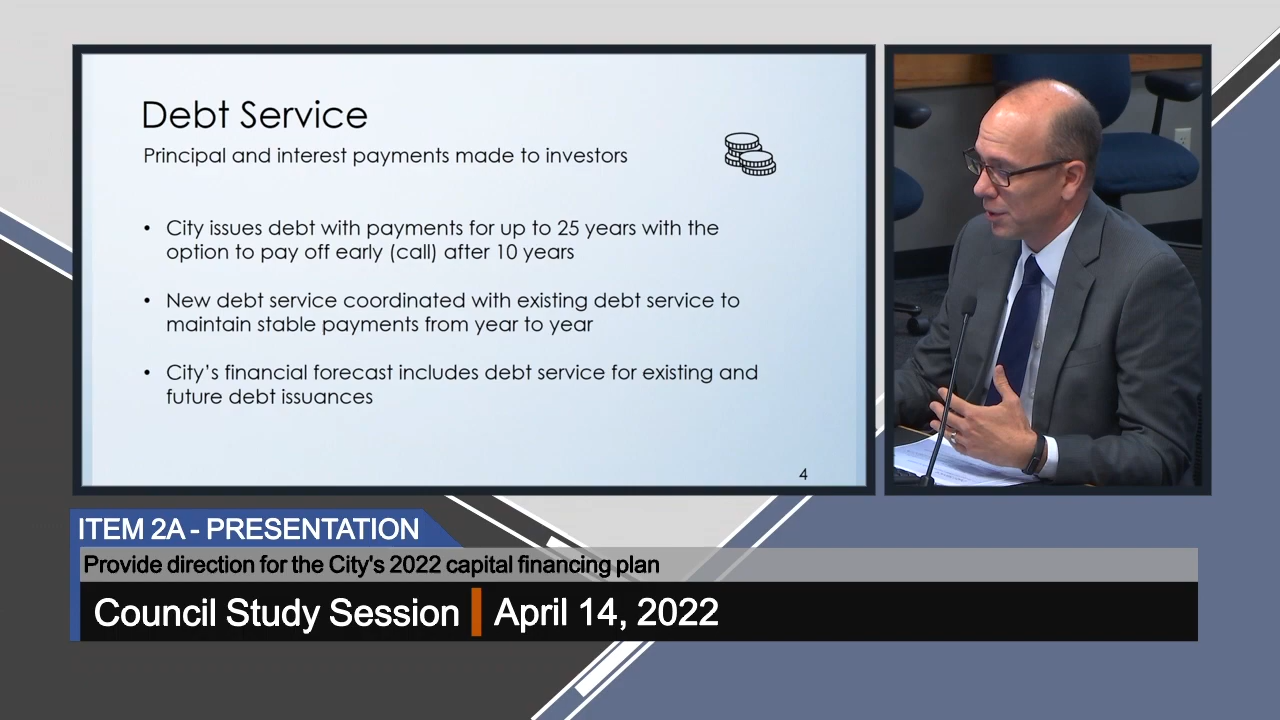 Debt Service
Principal and interest payments made to investors
• City issues debt with payments for up to 25 years with the
option to pay off early (call) after 10 years
• New debt service coordinated with existing debt service to
maintain stable payments from year to year
• City's financial forecast includes debt service for existing and
future debt issuances
4
ITEM 2A - PRESENTATION
Provide direction for the City's 2022 capital financing plan
Council Study Session
April 14, 2022